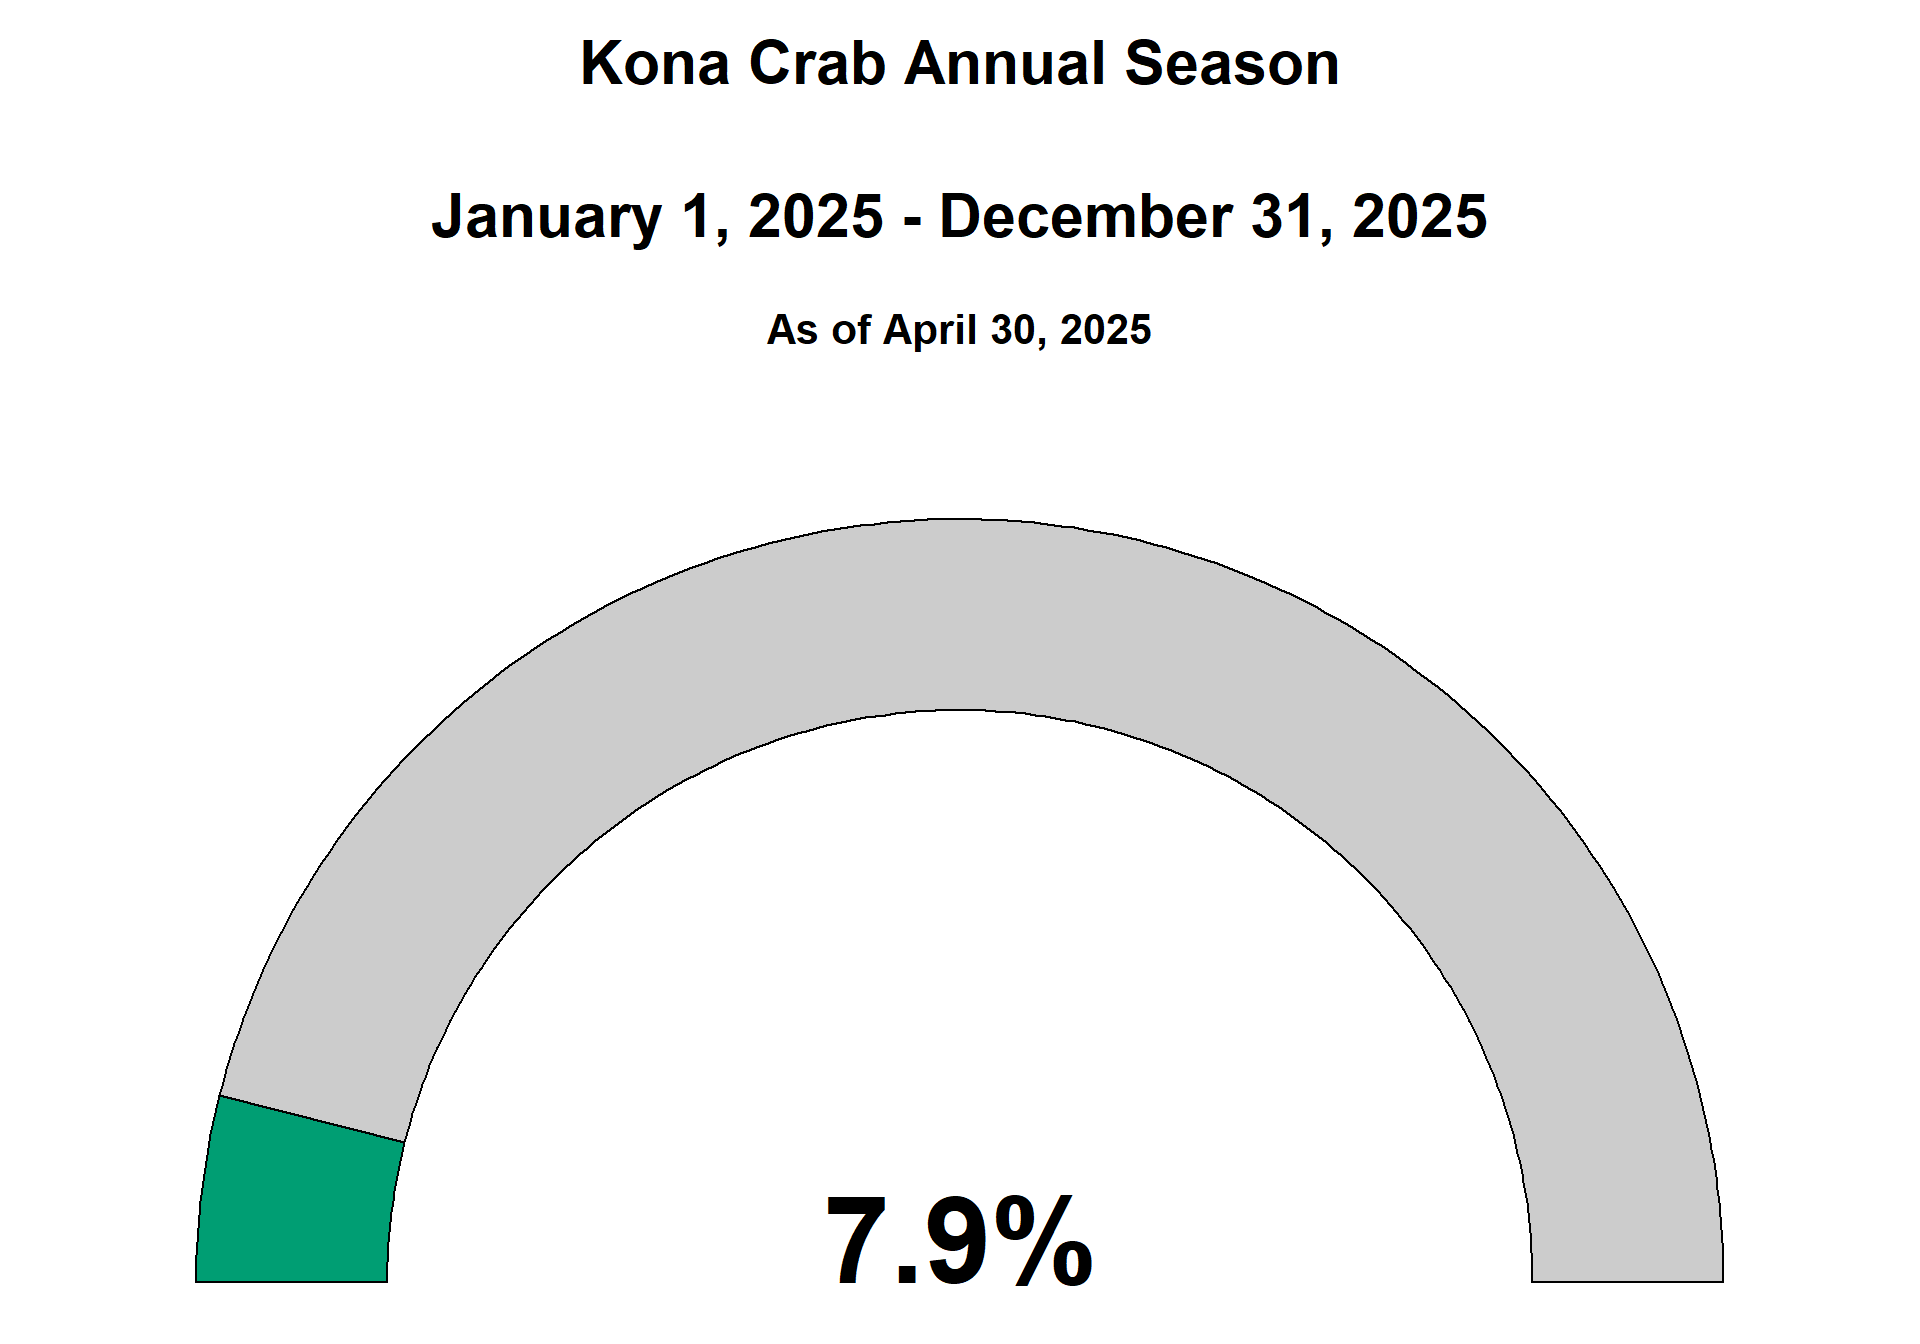 Kona Crab Annual Season
January 1, 2025 - December 31, 2025
As of April 30, 2025
7.9%